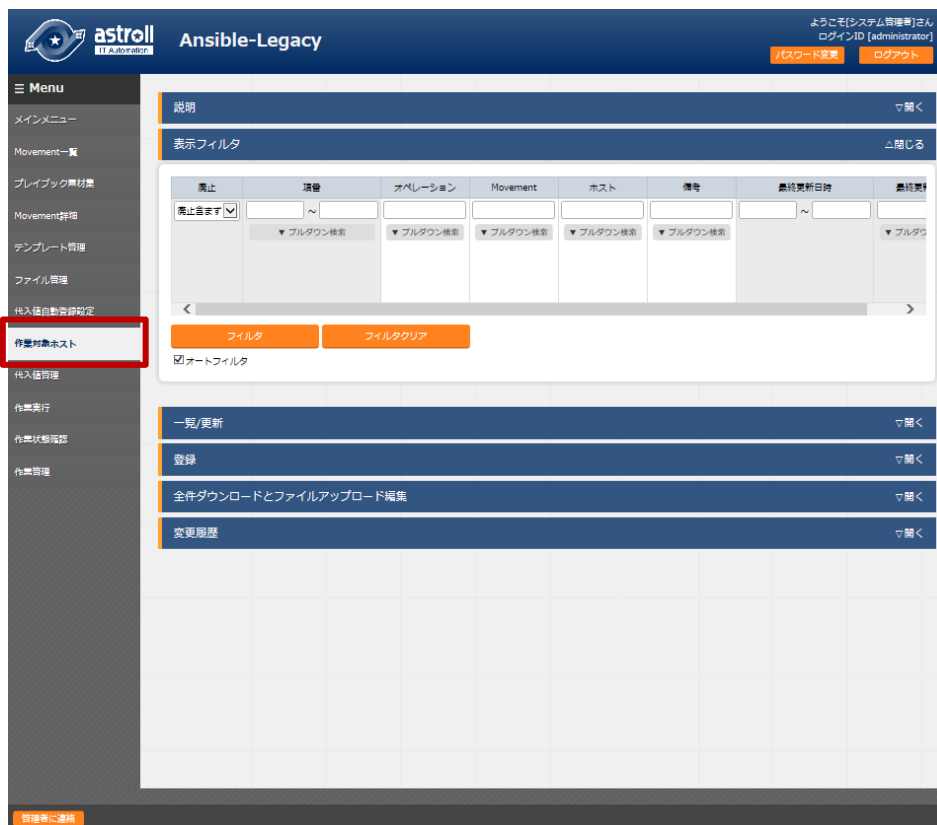 astroll
IT Automation
Ansible-Legacy
ようこそ[システム管理者]さん
ログインID [administrator]
パスワード変更
ログアウト
☰ Menu
メインメニュー
Movement一覧
プレイブック素材集
Movement詳細
テンプレート管理
ファイル管理
代入値自動登録設定
作業対象ホスト
代入値管理
作業実行
作業状態確認
作業管理
説明 ▽開く
表示フィルタ △閉じる
廃止 項番 オペレーション Movement ホスト 備考 最終更新日時 最終更新
廃止含まず ～ ～
▼プルダウン検索 ▼プルダウン検索 ▼プルダウン検索 ▼プルダウン検索 ▼プルダウン検索 ▼プルダウ
フィルタ フィルタクリア
オートフィルタ
一覧/更新 ▽開く
登録 ▽開く
全件ダウンロードとファイルアップロード編集 ▽開く
変更履歴 ▽開く
管理者に連絡